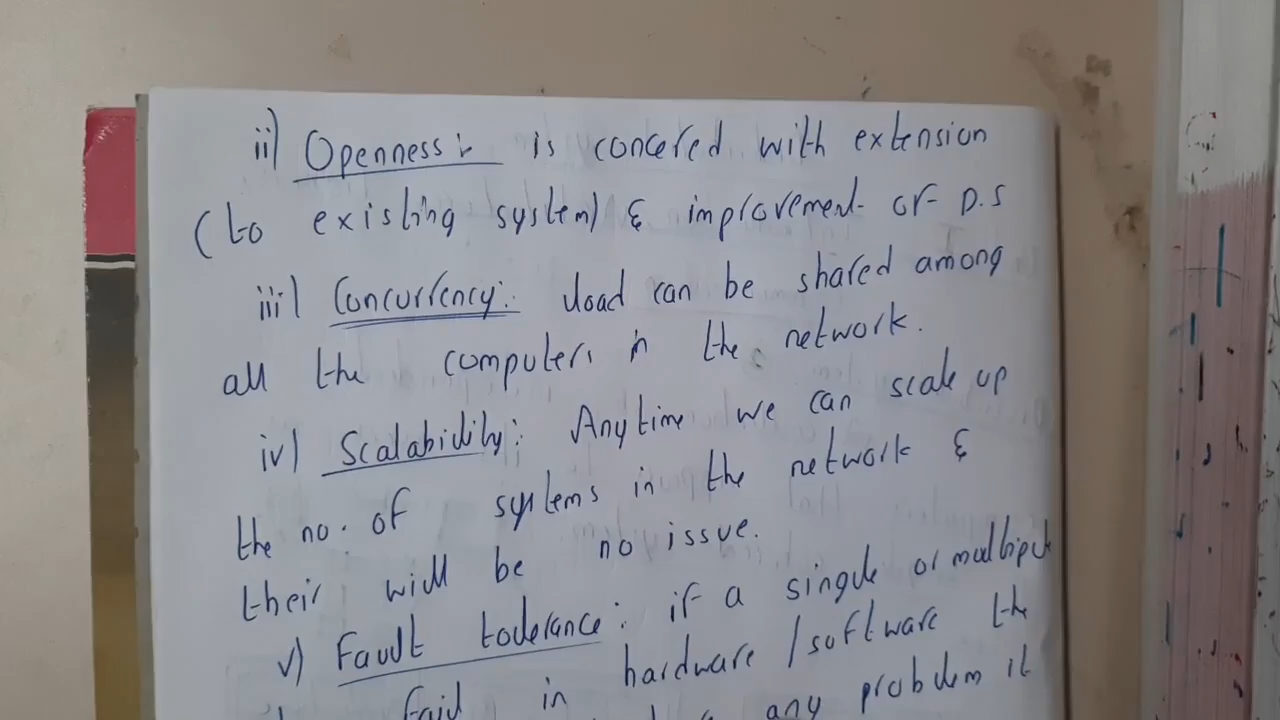 ii) Openness: is concered with extension
(to existing system) & improvement of D.S
iii) Concurrency: load can be shared among
all the computers in the network.
iv) Scalability: Anytime we can scale up
the no. of systems in the network &
their will be no issue.
v) Fault tolerance: if a single or multiple
fail in hardware / software the
any problem it